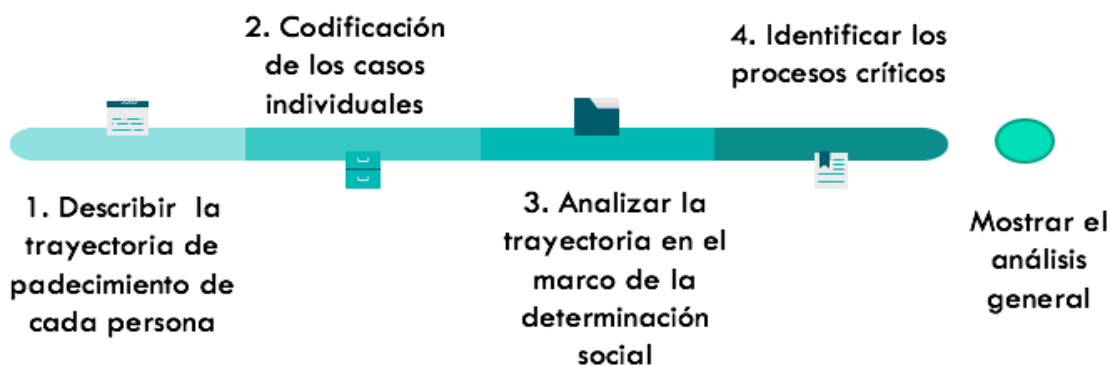 1. Describir la
trayectoria de
padecimiento de
cada persona
2. Codificación
de los casos
individuales
3. Analizar la
trayectoria en el
marco de la
determinación
social
4. Identificar los
procesos críticos
Mostrar el
análisis
general